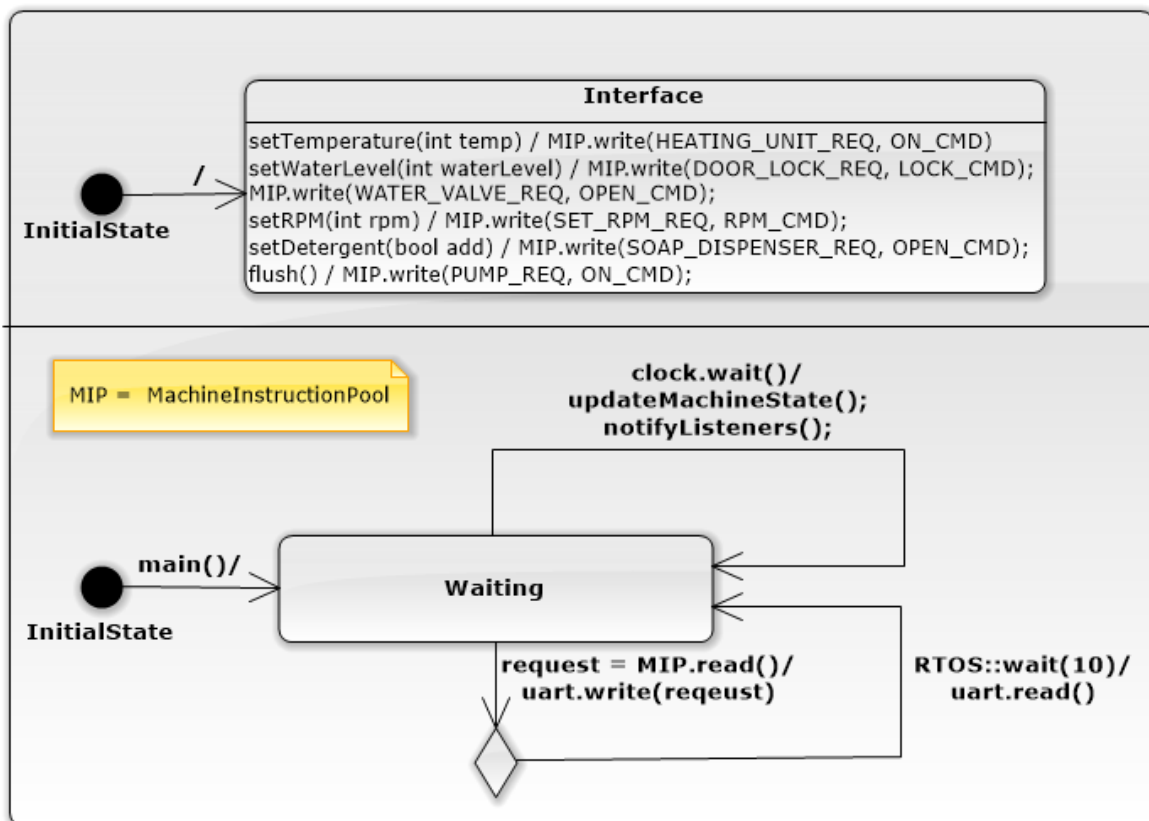 Interface
setTemperature(int temp) / MIP.write(HEATING_UNIT_REQ, ON_CMD)
setWaterLevel(int waterLevel) / MIP.write(DOOR_LOCK_REQ, LOCK_CMD);
MIP.write(WATER_VALVE_REQ, OPEN_CMD);
setRPM(int rpm) / MIP.write(SET_RPM_REQ, RPM_CMD);
setDetergent(bool add) / MIP.write(SOAP_DISPENSER_REQ, OPEN_CMD);
flush() / MIP.write(PUMP_REQ, ON_CMD);
/
InitialState
MIP = MachineInstructionPool
clock.wait()/
updateMachineState();
notifyListeners();
main()/
InitialState
Waiting
request = MIP.read()/
uart.write(reqeust)
RTOS::wait(10)/
uart.read()